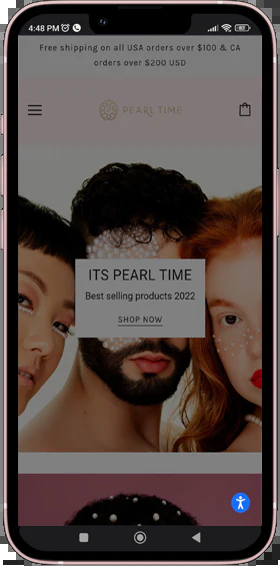 4:48 PM
67
Free shipping on all USA orders over $100 & CA
orders over $200 USD
PEARL TIME
ITS PEARL TIME
Best selling products 2022
SHOP NOW